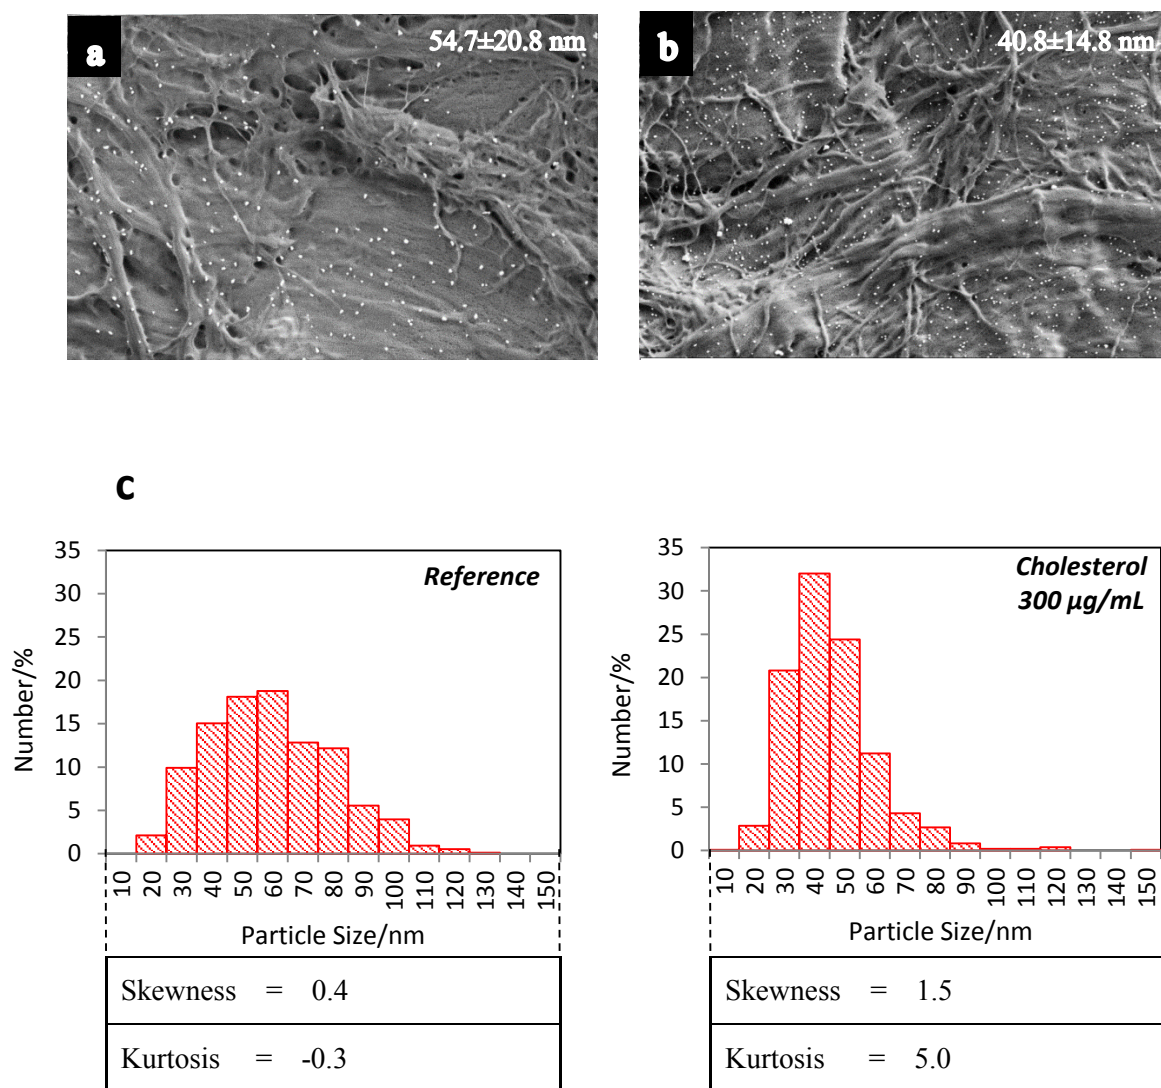 a
54.7±20.8 nm
b
40.8±14.8 nm
c
Reference
Number/%
35
30
25
20
15
10
5
0
10 20 30 40 50 60 70 80 90 100 110 120 130 140 150
Particle Size/nm
Skewness = 0.4
Kurtosis = -0.3
Cholesterol
300 µg/mL
Number/%
35
30
25
20
15
10
5
0
10 20 30 40 50 60 70 80 90 100 110 120 130 140 150
Particle Size/nm
Skewness = 1.5
Kurtosis = 5.0